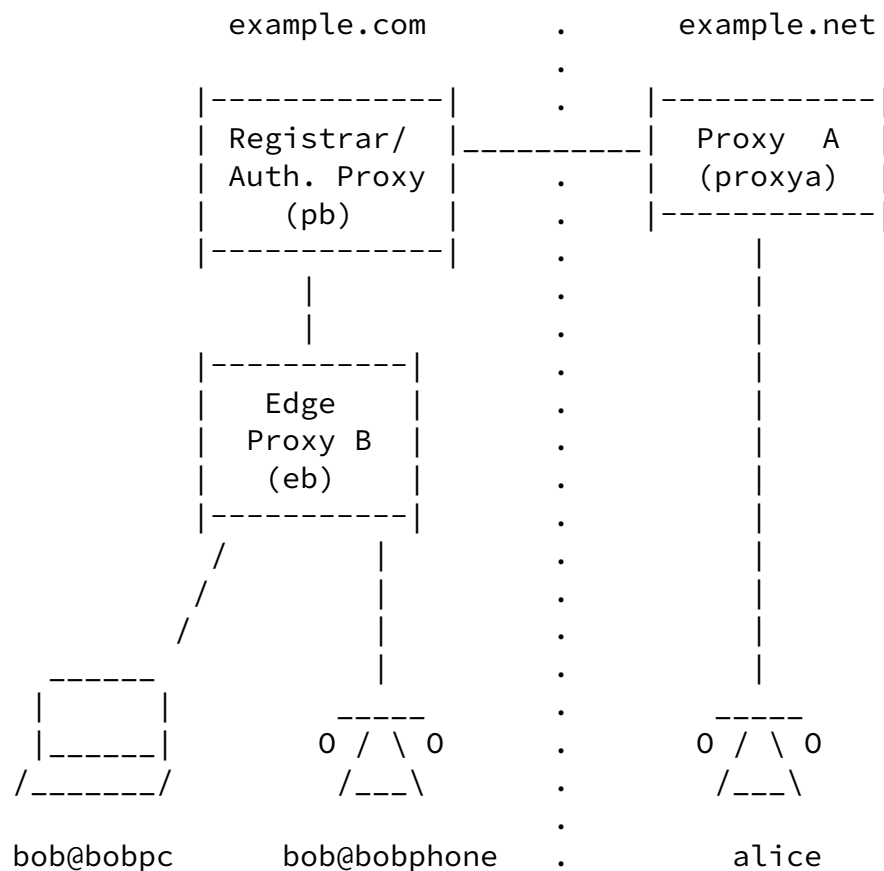 example.com example.net
Registrar/ Proxy A
Auth. Proxy (proxya)
(pb)
Edge
Proxy B
(eb)
O / \ O O / \ O
bob@bobpc bob@bobphone alice